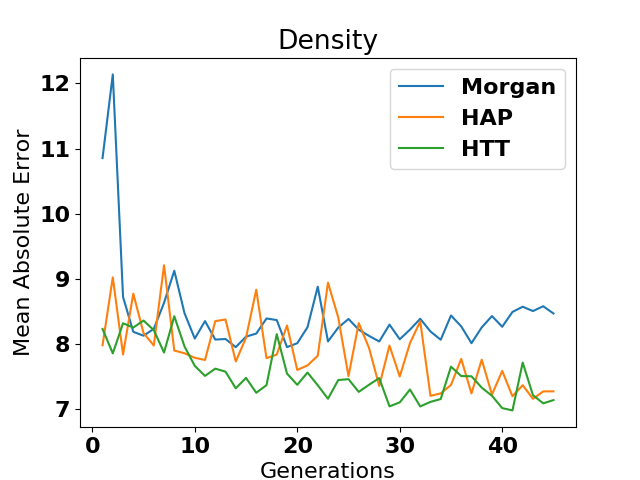 Density
Mean Absolute Error
12
11
10
9
8
7
Morgan
HAP
HTT
0 10 20 30 40
Generations